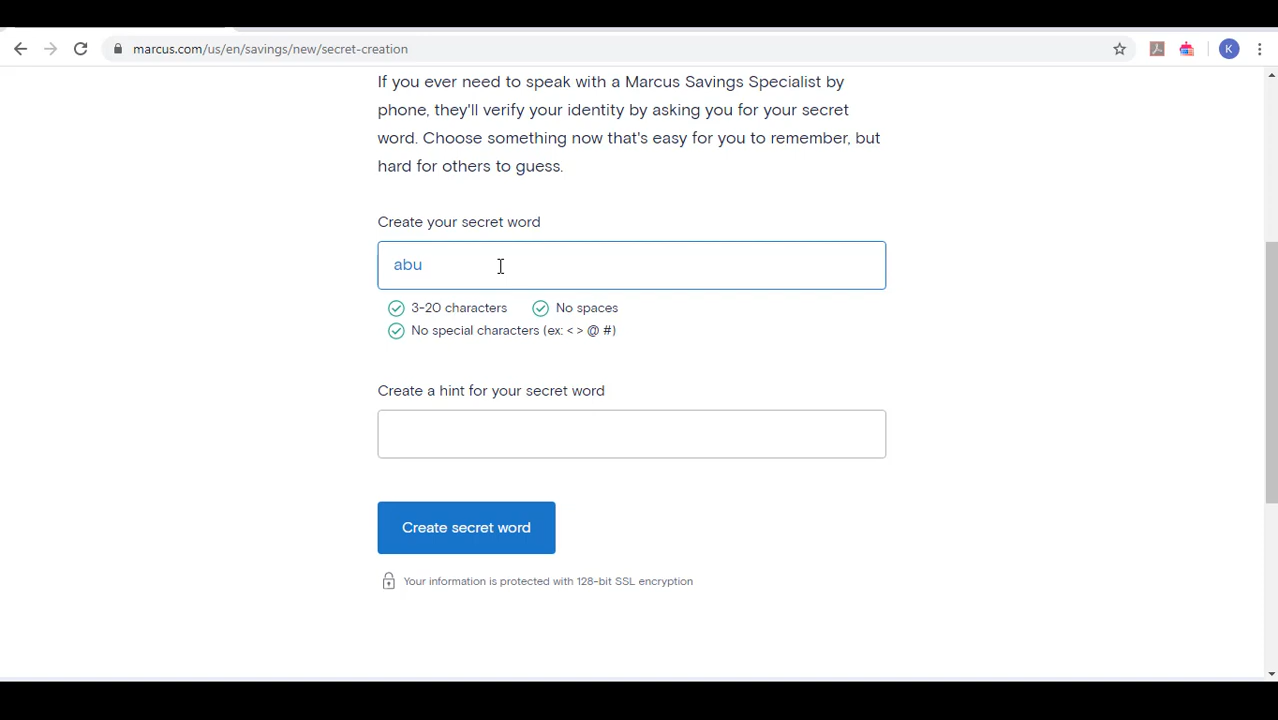 marcus.com/us/en/savings/new/secret-creation
K
If you ever need to speak with a Marcus Savings Specialist by
phone, they'll verify your identity by asking you for your secret
word. Choose something now that's easy for you to remember, but
hard for others to guess.
Create your secret word
abu
3-20 characters No spaces
No special characters (ex: < > @ #)
Create a hint for your secret word
Create secret word
Your information is protected with 128-bit SSL encryption